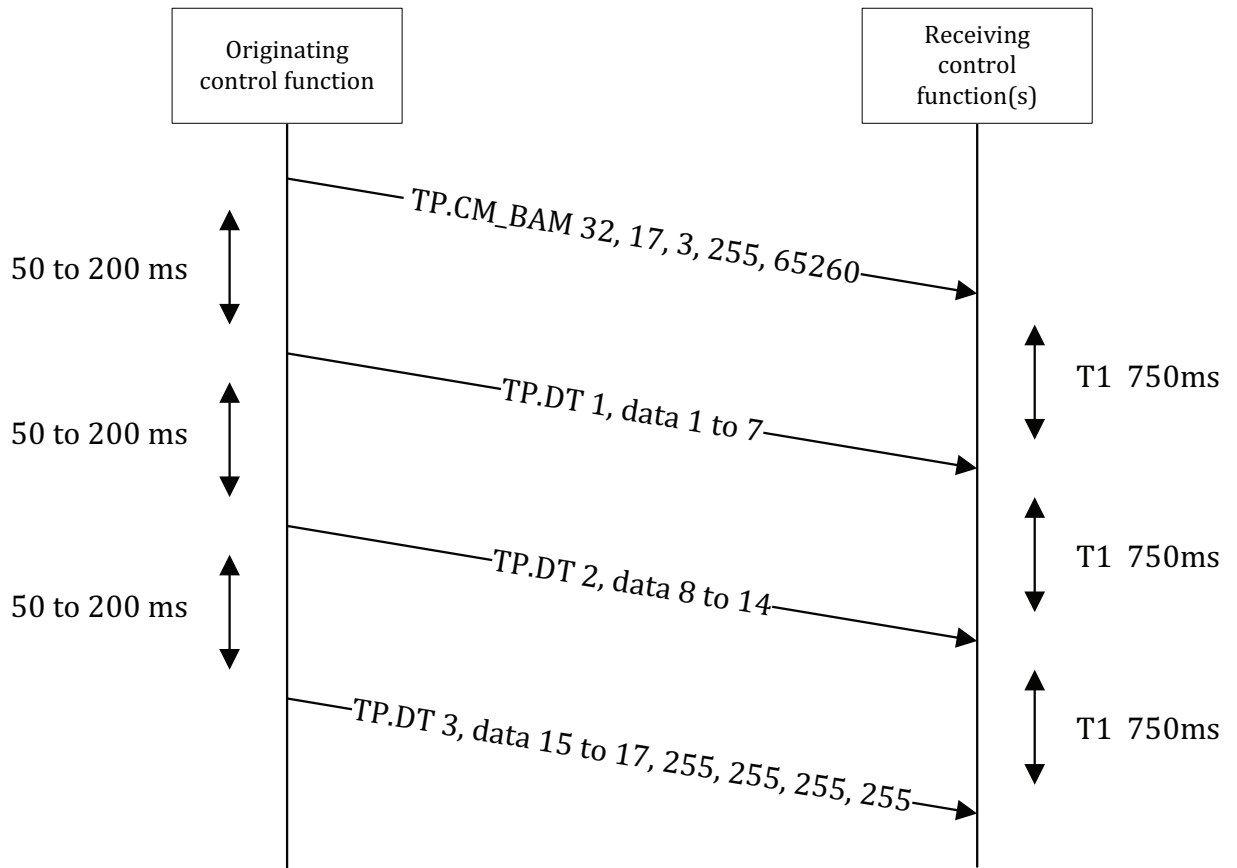 Originating
control function
Receiving
control
function(s)
TP.CM_BAM 32, 17, 3, 255, 65260
50 to 200 ms
T1 750ms
TP.DT 1, data 1 to 7
50 to 200 ms
T1 750ms
TP.DT 2, data 8 to 14
50 to 200 ms
T1 750ms
TP.DT 3, data 15 to 17, 255, 255, 255, 255